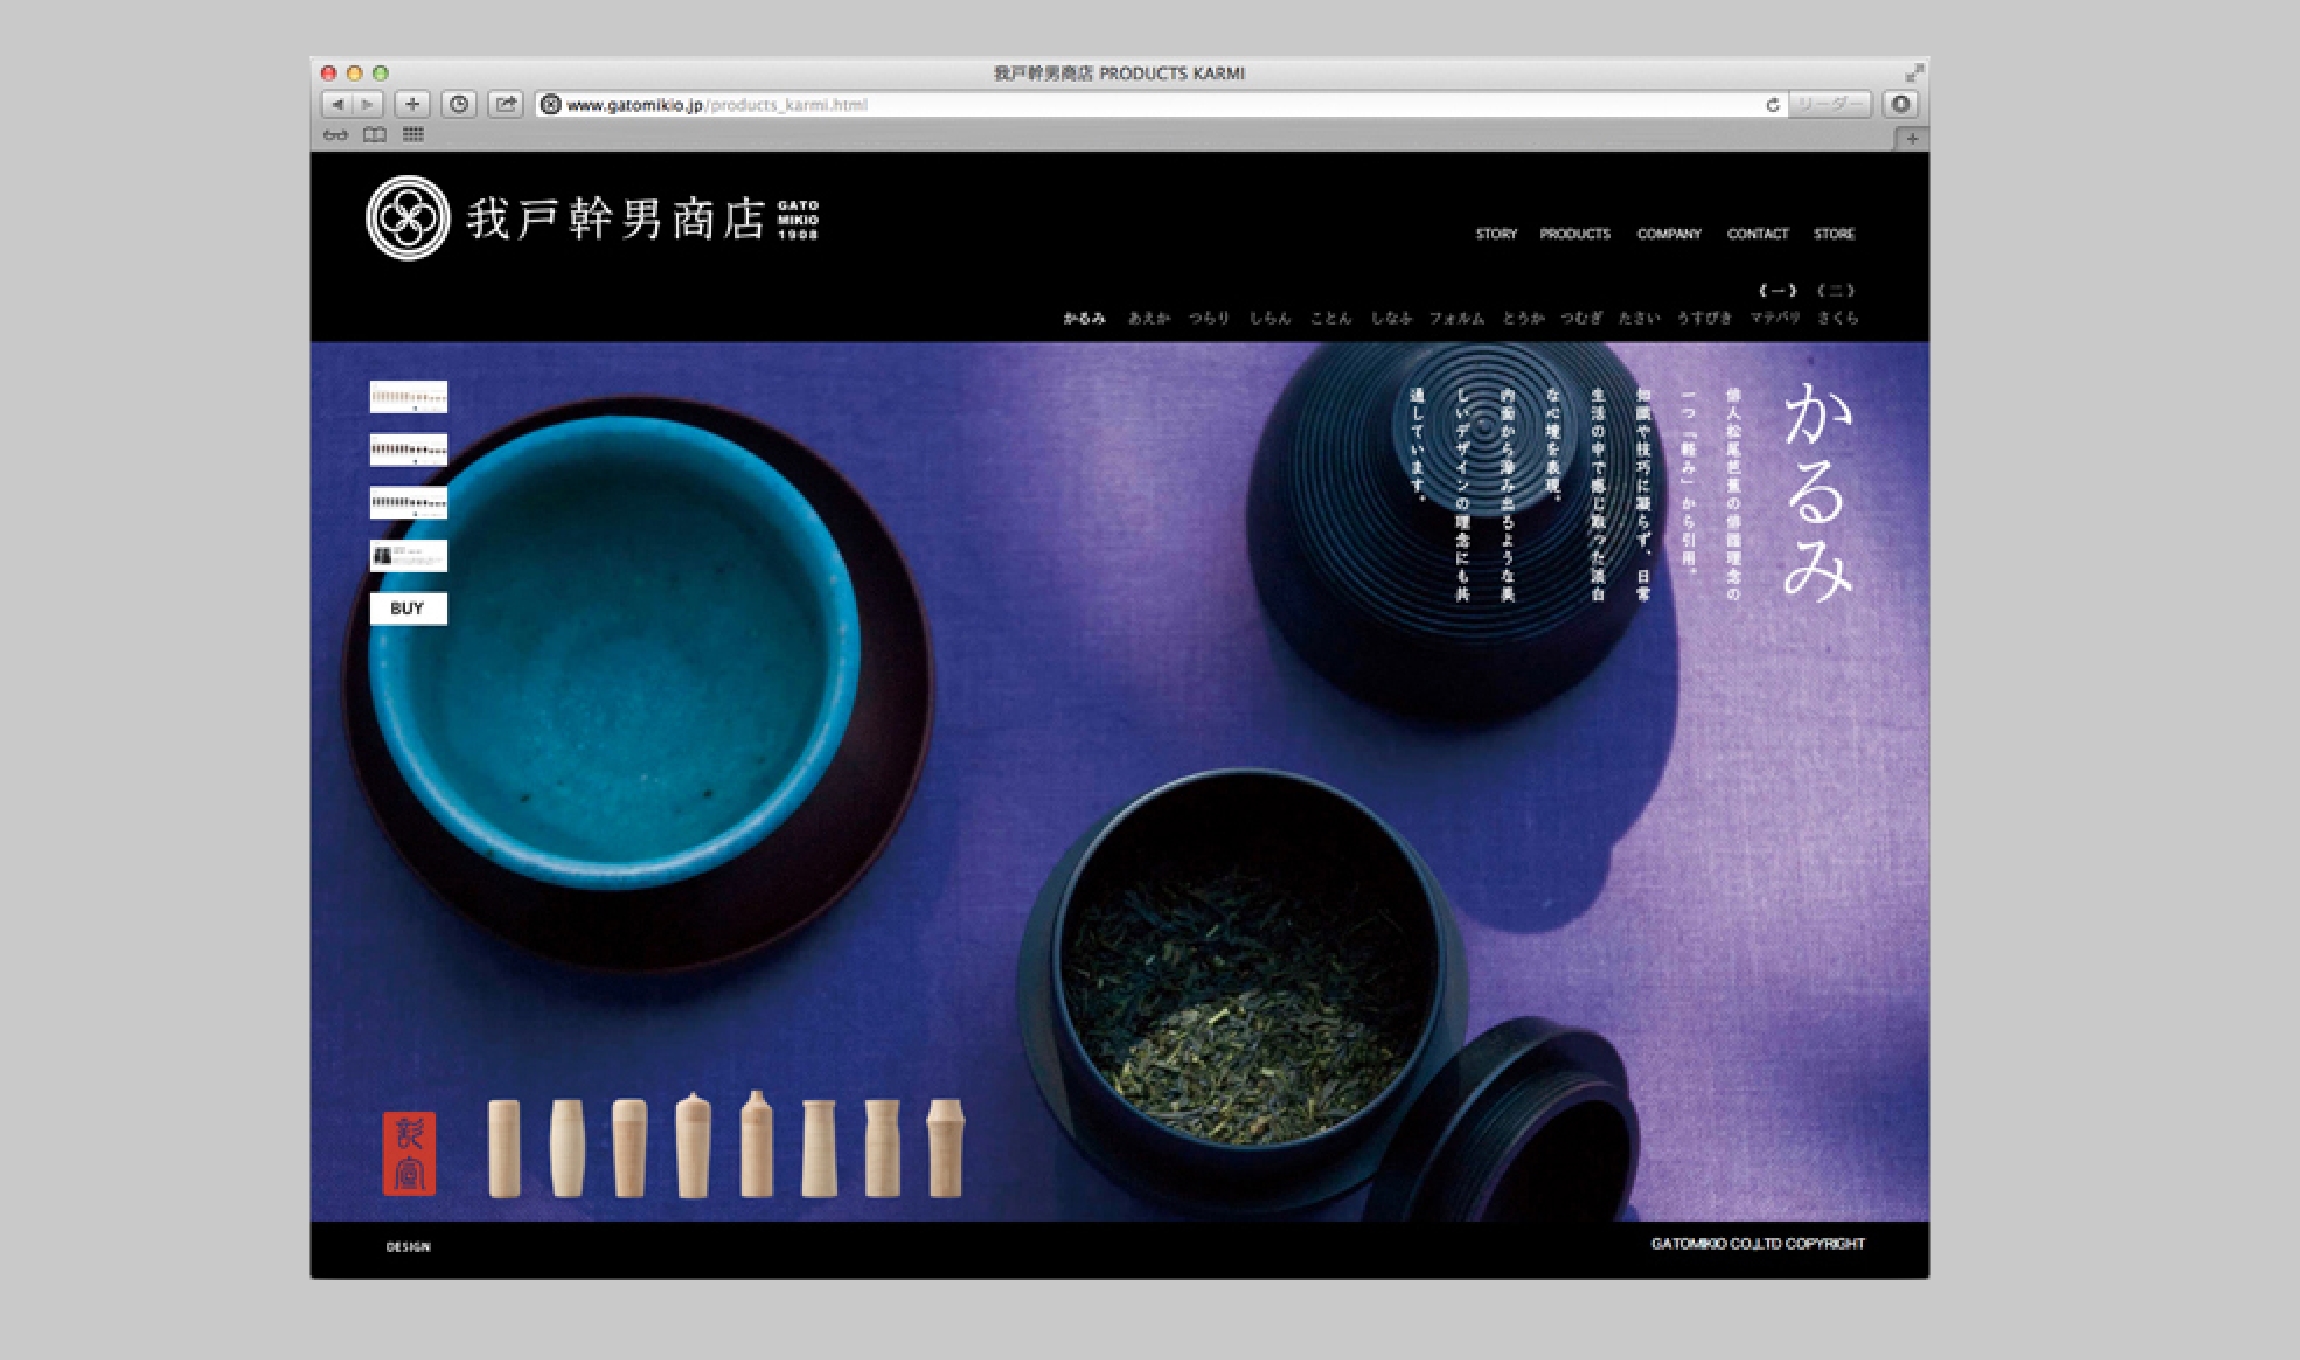 我戸幹男商店 PRODUCTS KARMI
www.gatomikio.jp/products_karmi.html
リーダー
我戸幹男商店
GATO
MIKIO
1908
STORY PRODUCTS COMPANY CONTACT STORE
《一》 《二》
かるみ あえか つらり しらん ことん しなふ フォルム とうか つむぎ たさい うすびき マテバリ さくら
かるみ
俳人松尾芭蕉の俳諧理念の
一つ「軽み」から引用。
知識や技巧に凝らず、日常
生活の中で感じ取った淡白
な心境を表現。
内面から滲み出るような美
しいデザインの理念にも共
通しています。
BUY
DESIGN
GATOMIKIO CO.,LTD COPYRIGHT